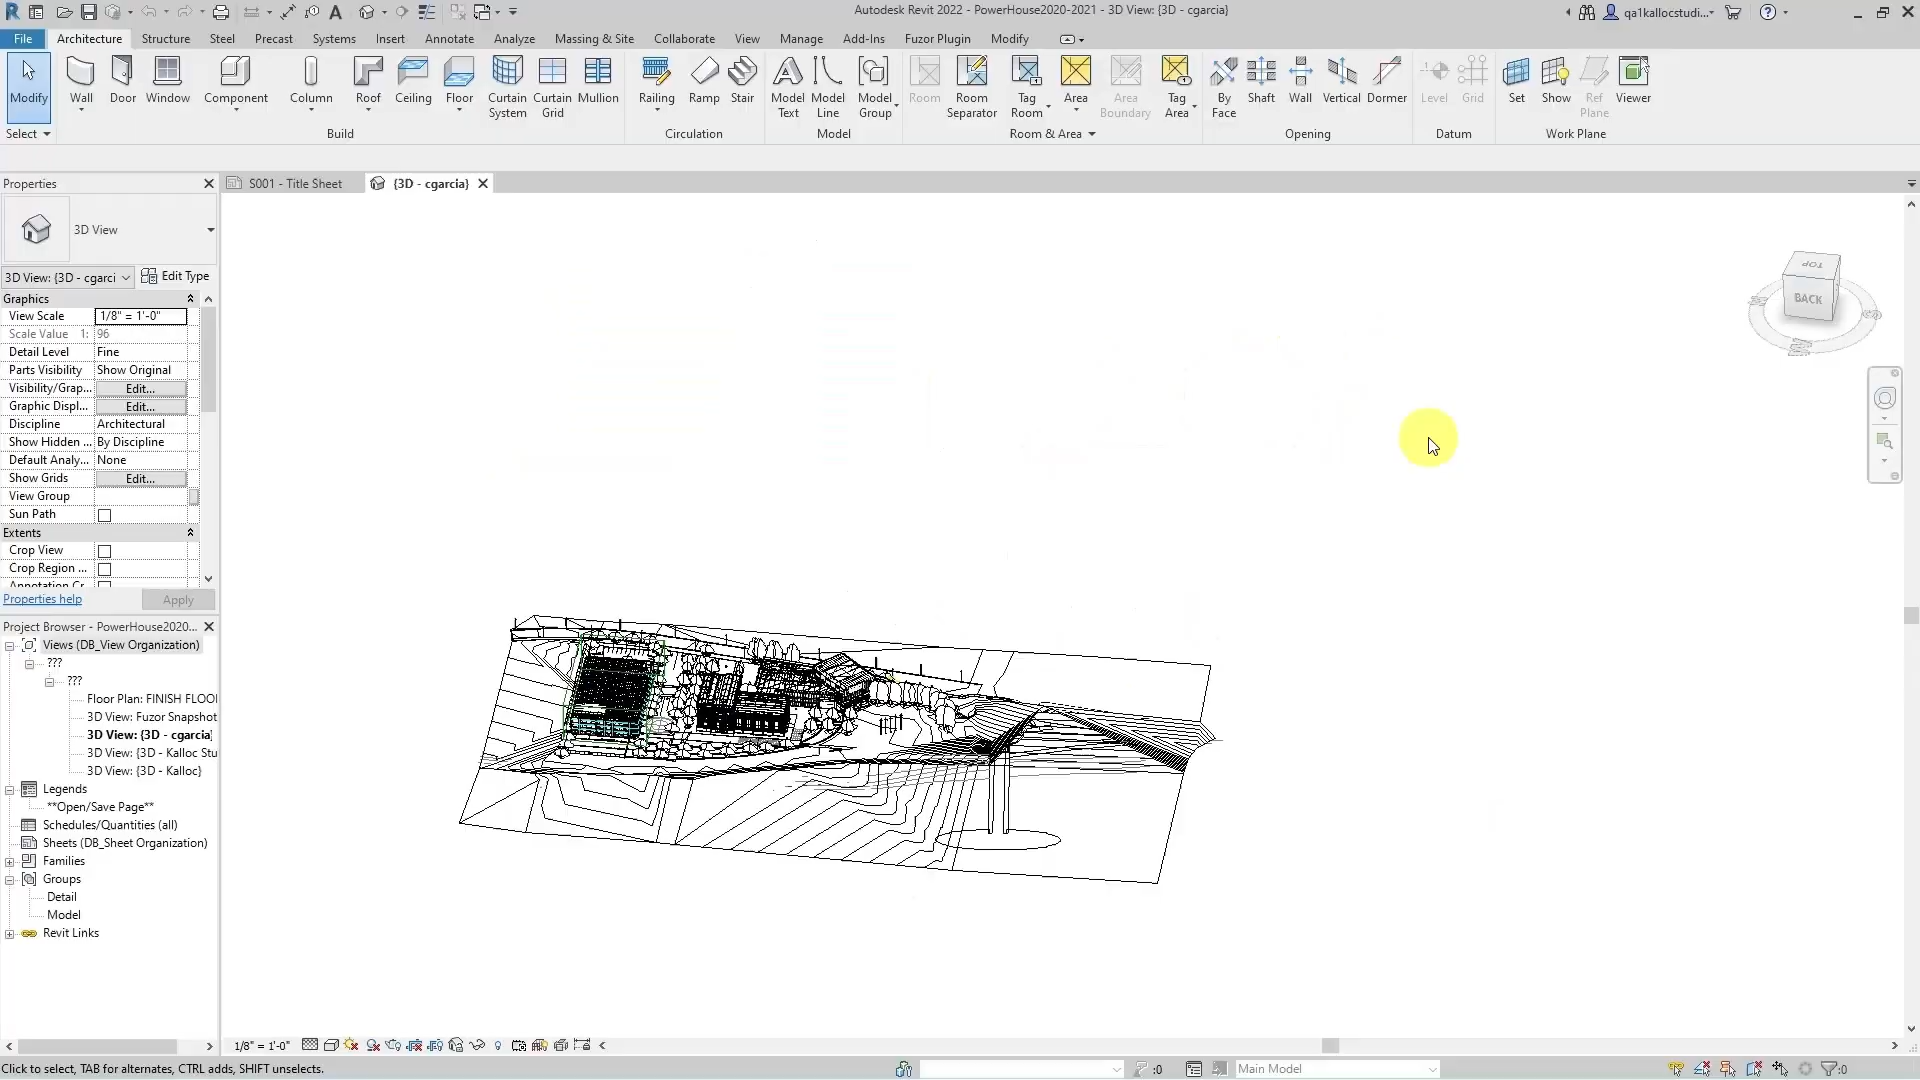 Autodesk Revit 2022 - PowerHouse2020-2021 - 3D View: {3D - cgarcia}
qa1kallocstudi...
File Architecture Structure Steel Precast Systems Insert Annotate Analyze Massing & Site Collaborate View Manage Add-Ins Fuzor Plugin Modify
Modify Wall Door Window Component Column Roof Ceiling Floor Curtain System Curtain Grid Mullion Railing Ramp Stair Model Text Model Line Model Group Room Room Separator Tag Room Area Area Boundary Tag Area By Face Shaft Wall Vertical Dormer Level Grid Set Show Ref Plane Viewer
Select Build Circulation Model Room & Area Opening Datum Work Plane
Properties
S001 - Title Sheet
{3D - cgarcia}
3D View
3D View: {3D - cgarci
Edit Type
Graphics
View Scale 1/8" = 1'-0"
Scale Value 1: 96
Detail Level Fine
Parts Visibility Show Original
Visibility/Grap... Edit...
Graphic Displ... Edit...
Discipline Architectural
Show Hidden ... By Discipline
Default Analy... None
Show Grids Edit...
View Group
Sun Path
Extents
Crop View
Crop Region ...
Annotation Cr
Properties help
Apply
TOP
BACK
Project Browser - PowerHouse2020...
Views (DB_View Organization)
???
???
Floor Plan: FINISH FLOO
3D View: Fuzor Snapshot
3D View: {3D - cgarcia}
3D View: {3D - Kalloc Stu
3D View: {3D - Kalloc}
Legends
**Open/Save Page**
Schedules/Quantities (all)
Sheets (DB_Sheet Organization)
Families
Groups
Detail
Model
Revit Links
1/8" = 1'-0"
Click to select, TAB for alternates, CTRL adds, SHIFT unselects.
:0
Main Model
:0